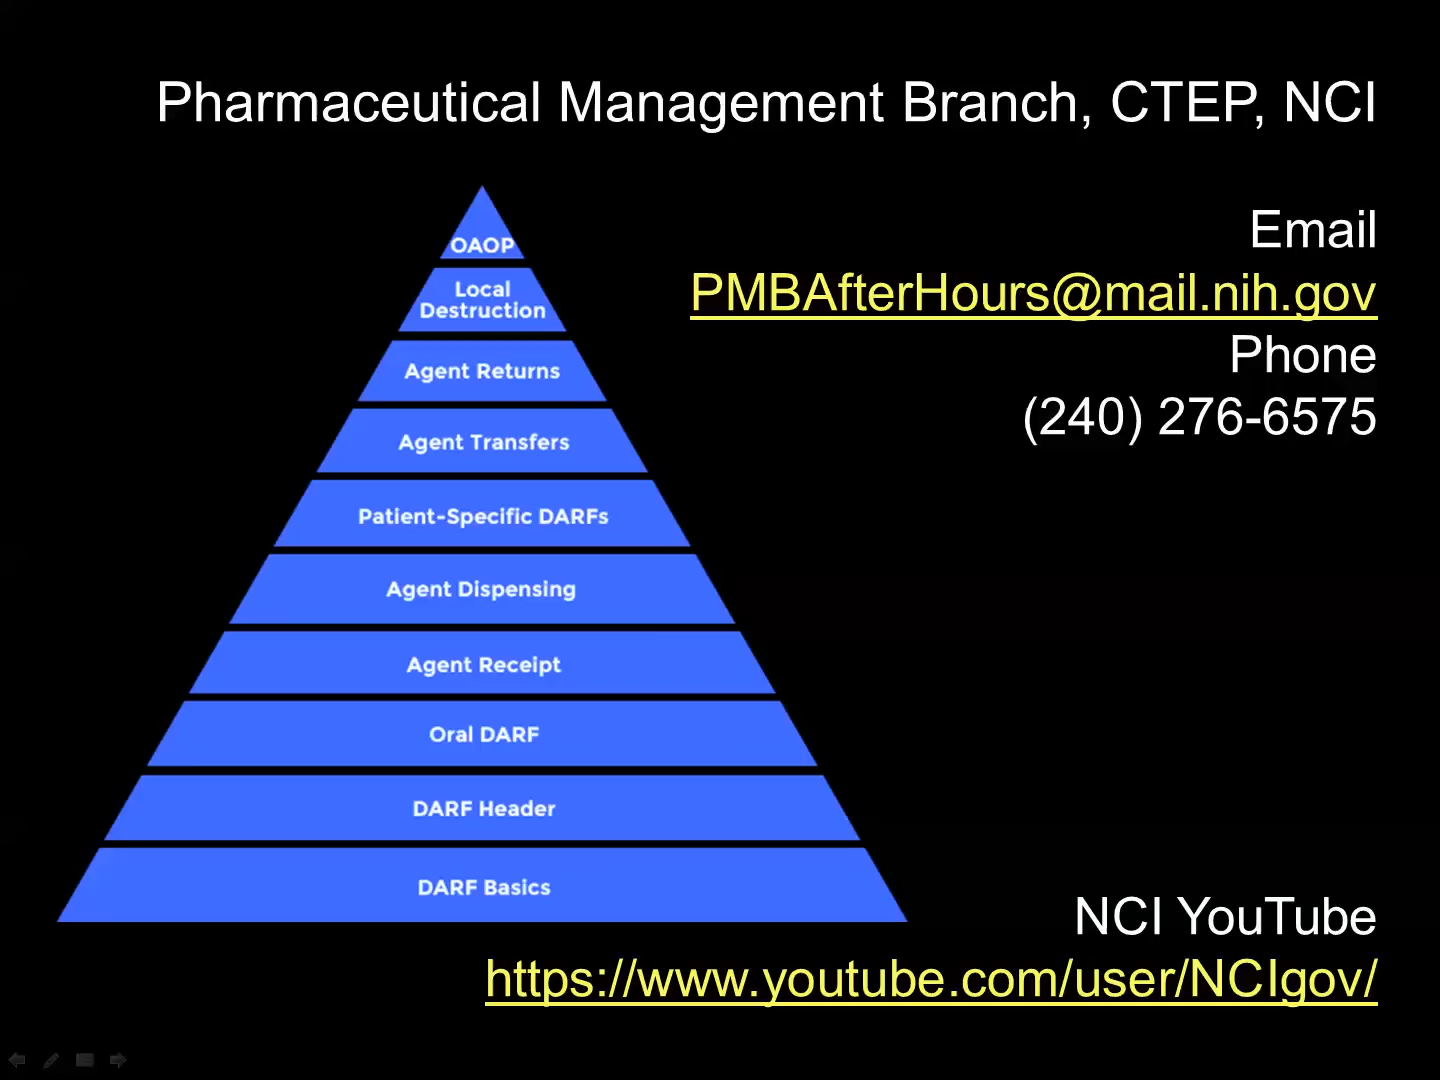 Pharmaceutical Management Branch, CTEP, NCI
Email
PMBAfterHours@mail.nih.gov
Phone
(240) 276-6575
OAOP
Local
Destruction
Agent Returns
Agent Transfers
Patient-Specific DARFs
Agent Dispensing
Agent Receipt
Oral DARF
DARF Header
DARF Basics
NCI YouTube
https://www.youtube.com/user/NCIgov/